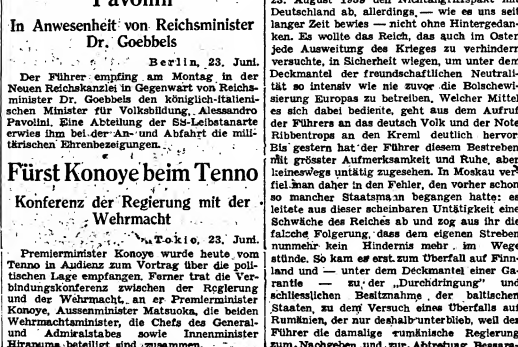 Pavolini
In Anwesenheit von Reichsminister
Dr. Goebbels
Berlin, 23. Juni.
Der Führer empfing am Montag in der
Neuen Reichskanzlei in Gegenwart von Reichs-
minister Dr. Goebbels den königlich-italieni-
schen Minister für Volksbildung, Alessandro
Pavolini. Eine Abteilung der SS-Leibstanarte
erwies ihm bei der An- und Abfahrt die mili-
tärischen Ehrenbezeigungen.
Fürst Konoye beim Tenno
Konferenz der Regierung mit der
Wehrmacht
Tokio, 23. Juni.
Premierminister Konoye wurde heute vom
Tenno in Audienz zum Vortrag über die poli-
tischen Lage empfangen. Ferner trat die Ver-
bindungskonferenz zwischen der Regierung
und der Wehrmacht, an er Premierminister
Konoye, Aussenminister Matsuoka, die beiden
Wehrmachtminister, die Chefs des General-
und Admiralstabes sowie Innenminister
Hiranuma beteiligt sind zusammen.
23. August 1939 den
Deutschland ab, allerdings, — wie es uns seit
langer Zeit bewies — nicht ohne Hintergedan-
ken. Es wollte das Reich, das auch im Osten
jede Ausweitung des Krieges zu verhindern
versuchte, in Sicherheit wiegen, um unter dem
Deckmantel der freundschaftlichen Neutrali-
tät so intensiv wie nie zuvor die Bolschewi-
sierung Europas zu betreiben. Welcher Mittel
es sich dabei bediente, geht aus dem Aufruf
der Führers an das deutsch Volk und der Note
Ribbentrops an den Kreml deutlich hervor.
Bis gestern hat der Führer diesem Bestreben
mit grösster Aufmerksamkeit und Ruhe, aber
keineswegs untätig zugesehen. In Moskau ver-
fiel man daher in den Fehler, den vorher schon
so mancher Staatsmann begangen hatte: es
leitete aus dieser scheinbaren Untätigkeit eine
Schwäche des Reiches ab und zog aus ihr die
falsche Folgerung, dass dem eigenen Streben
nunmehr kein Hindernis mehr im Wege
stünde. So kam es erst zum Überfall auf Finn-
land und — unter dem Deckmantel einer Ga-
rantie — zu der „Durchdringung" und
schliesslichen Besitznahme der baltischen
Staaten, zu dem Versuch eines Überfalls auf
Rumänien, der nur deshalb unterblieb, weil des
Führer die damalige rumänische Regierung
zum Nachgeben und zur Abtretung Bessara-